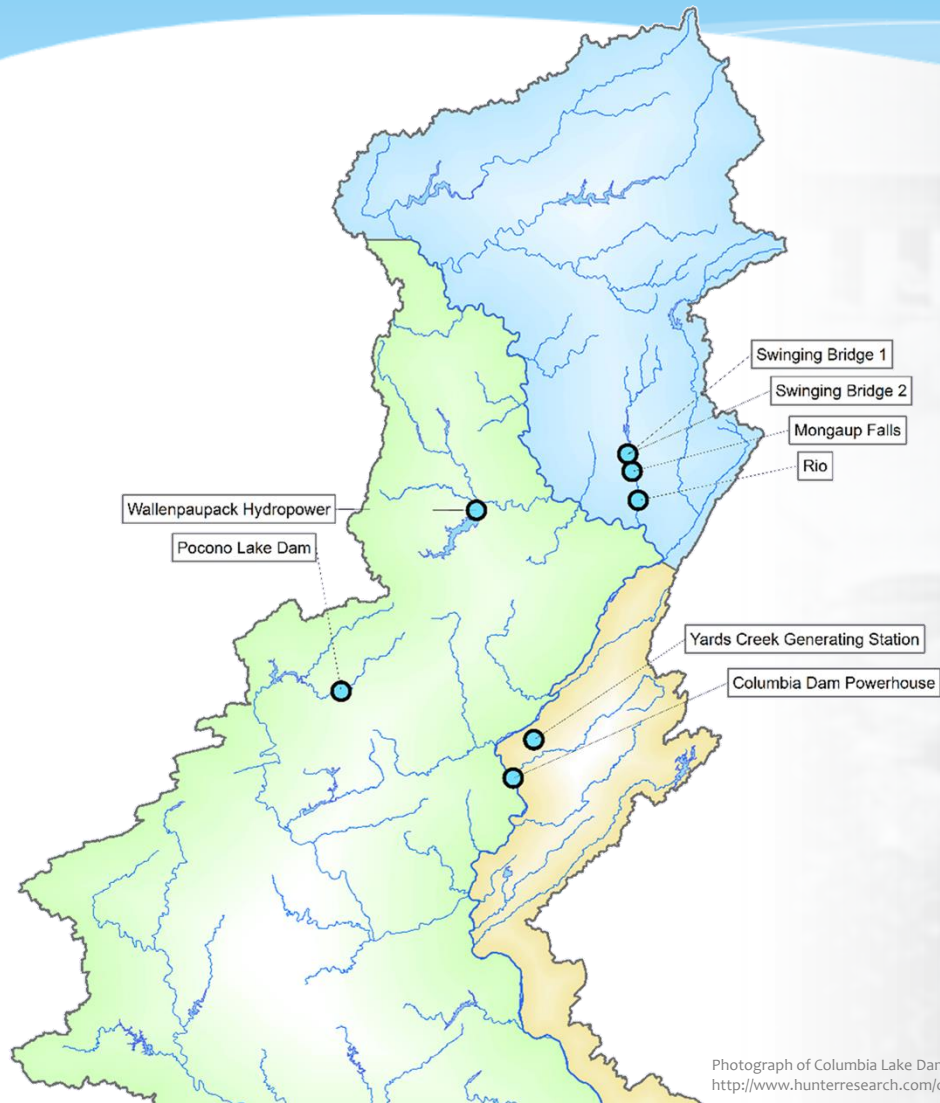 Swinging Bridge 1
Swinging Bridge 2
Mongaup Falls
Rio
Wallenpaupack Hydropower
Pocono Lake Dam
Yards Creek Generating Station
Columbia Dam Powerhouse
Photograph of Columbia Lake Dam
http://www.hunterresearch.com/